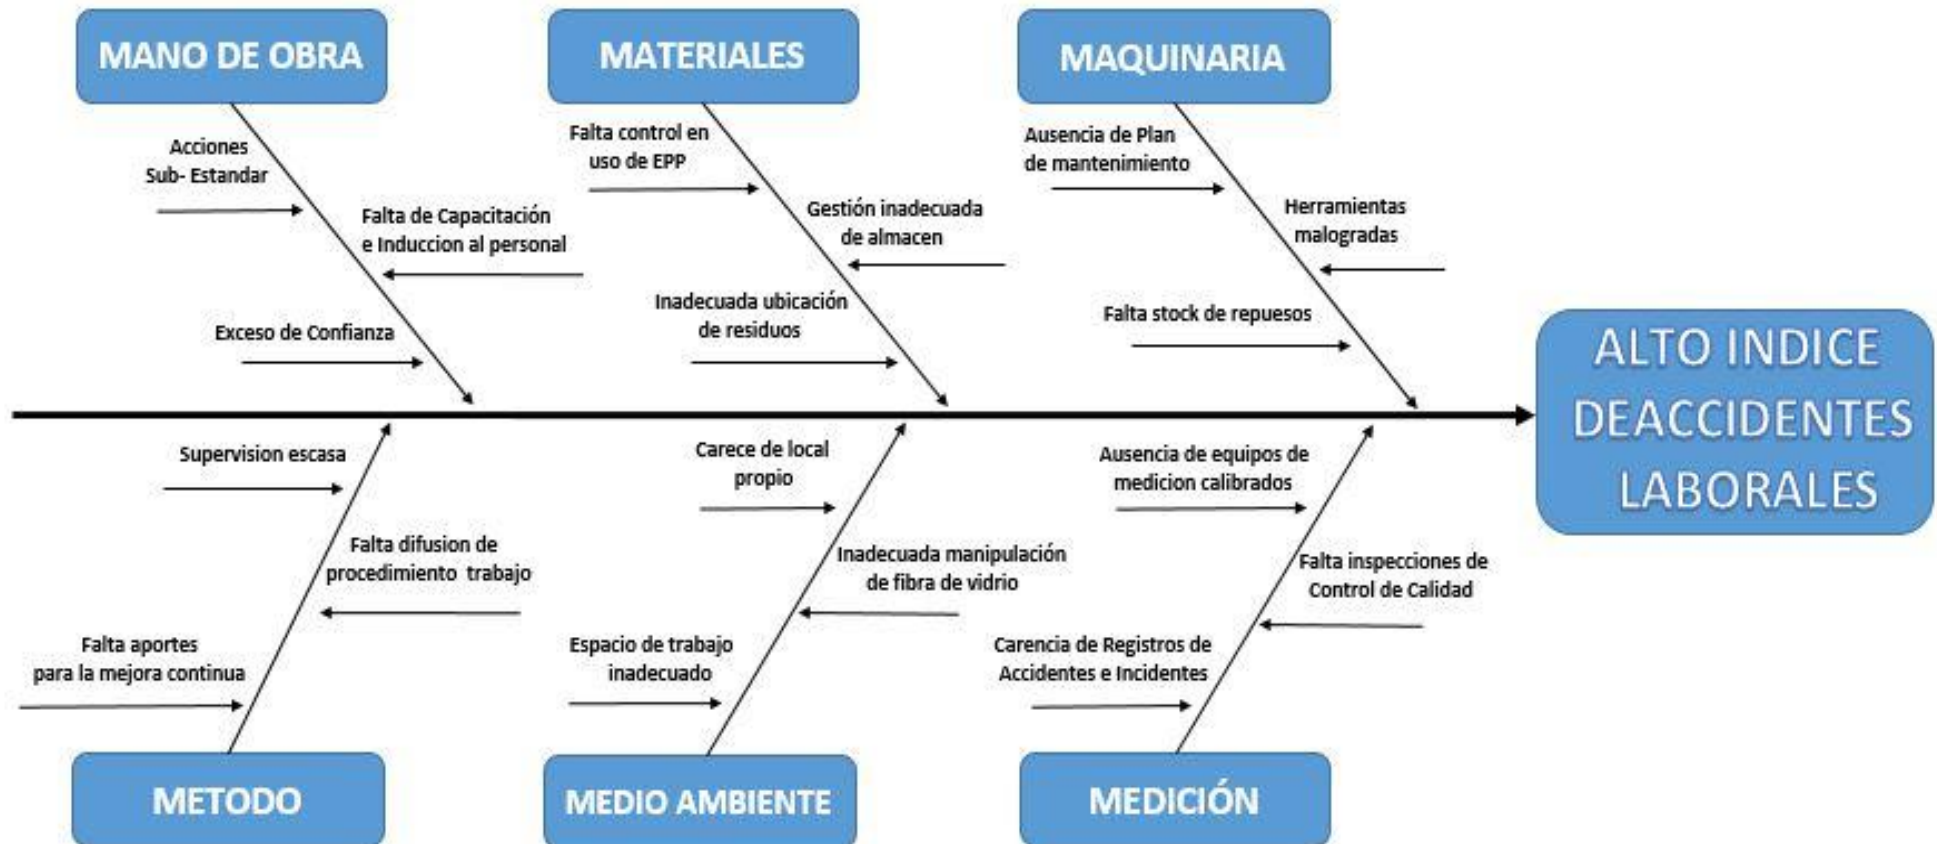 MANO DE OBRA
MATERIALES
MAQUINARIA
Acciones
Sub- Estandar
Falta de Capacitación
e Induccion al personal
Exceso de Confianza
Falta control en
uso de EPP
Gestión inadecuada
de almacen
Inadecuada ubicación
de residuos
Ausencia de Plan
de mantenimiento
Herramientas
malogradas
Falta stock de repuesos
ALTO INDICE
DEACCIDENTES
LABORALES
Supervision escasa
Falta difusion de
procedimiento trabajo
Falta aportes
para la mejora continua
Carece de local
propio
Inadecuada manipulación
de fibra de vidrio
Espacio de trabajo
inadecuado
Ausencia de equipos de
medicion calibrados
Falta inspecciones de
Control de Calidad
Carencia de Registros de
Accidentes e Incidentes
METODO
MEDIO AMBIENTE
MEDICIÓN